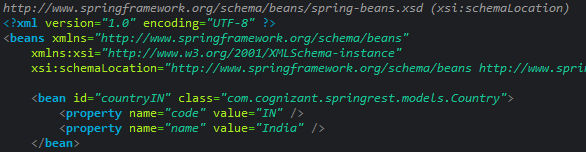 http://www.springframework.org/schema/beans/spring-beans.xsd (xsi:schemaLocation)
<?xml version="1.0" encoding="UTF-8" ?>
<beans xmlns="http://www.springframework.org/schema/beans"
xmlns:xsi="http://www.w3.org/2001/XMLSchema-instance"
xsi:schemaLocation="http://www.springframework.org/schema/beans http://www.spri
<bean id="countryIN" class="com.cognizant.springrest.models.Country">
<property name="code" value="IN" />
<property name="name" value="India" />
</bean>